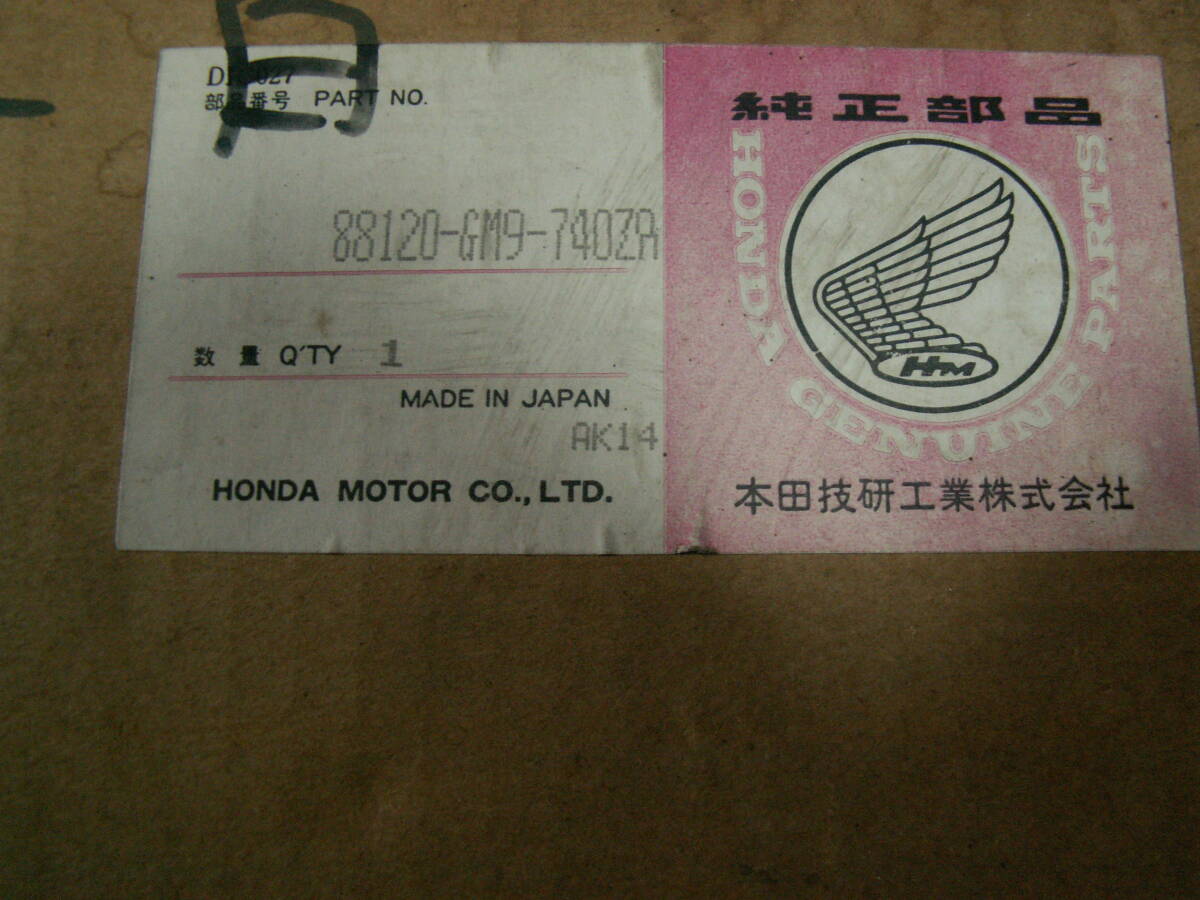 部品番号 PART NO.
88120-GM9-740ZA
数量 Q'TY 1
MADE IN JAPAN
AK14
HONDA MOTOR CO., LTD.
純正部品
HONDA GENUINE PARTS
HM
本田技研工業株式会社